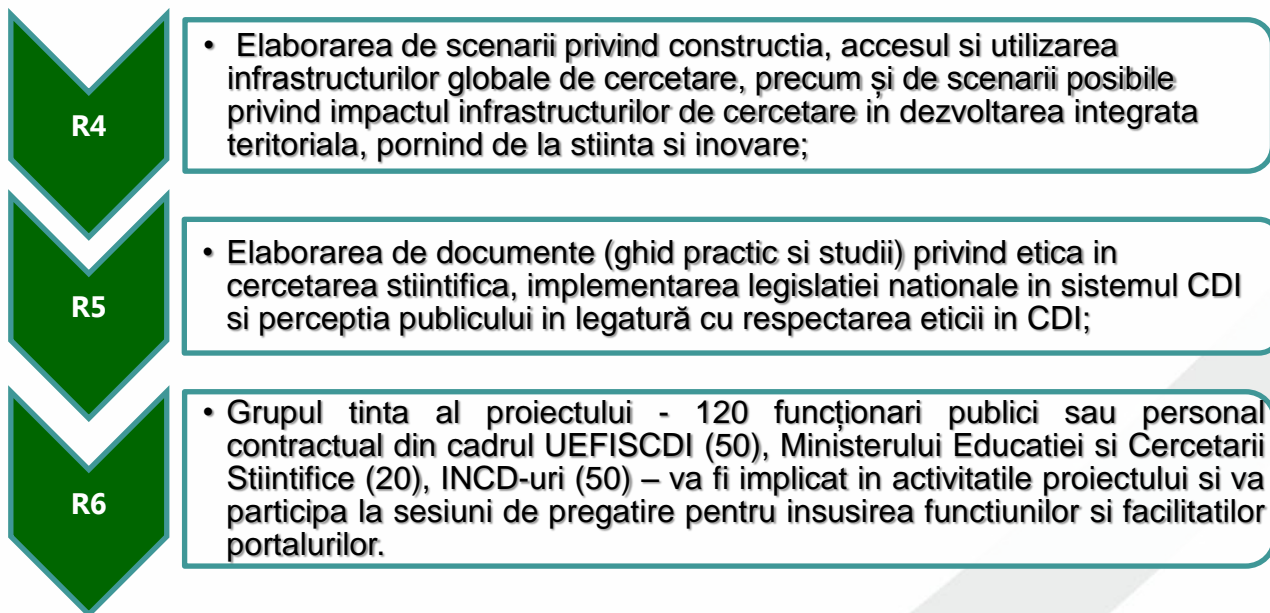 R4
• Elaborarea de scenarii privind constructia, accesul si utilizarea
infrastructurilor globale de cercetare, precum și de scenarii posibile
privind impactul infrastructurilor de cercetare in dezvoltarea integrata
teritoriala, pornind de la stiinta si inovare;
R5
• Elaborarea de documente (ghid practic si studii) privind etica in
cercetarea stiintifica, implementarea legislatiei nationale in sistemul CDI
si perceptia publicului in legatură cu respectarea eticii in CDI;
R6
• Grupul tinta al proiectului - 120 funcționari publici sau personal
contractual din cadrul UEFISCDI (50), Ministerului Educatiei si Cercetarii
Stiintifice (20), INCD-uri (50) – va fi implicat in activitatile proiectului si va
participa la sesiuni de pregatire pentru insusirea functiunilor si facilitatilor
portalurilor.